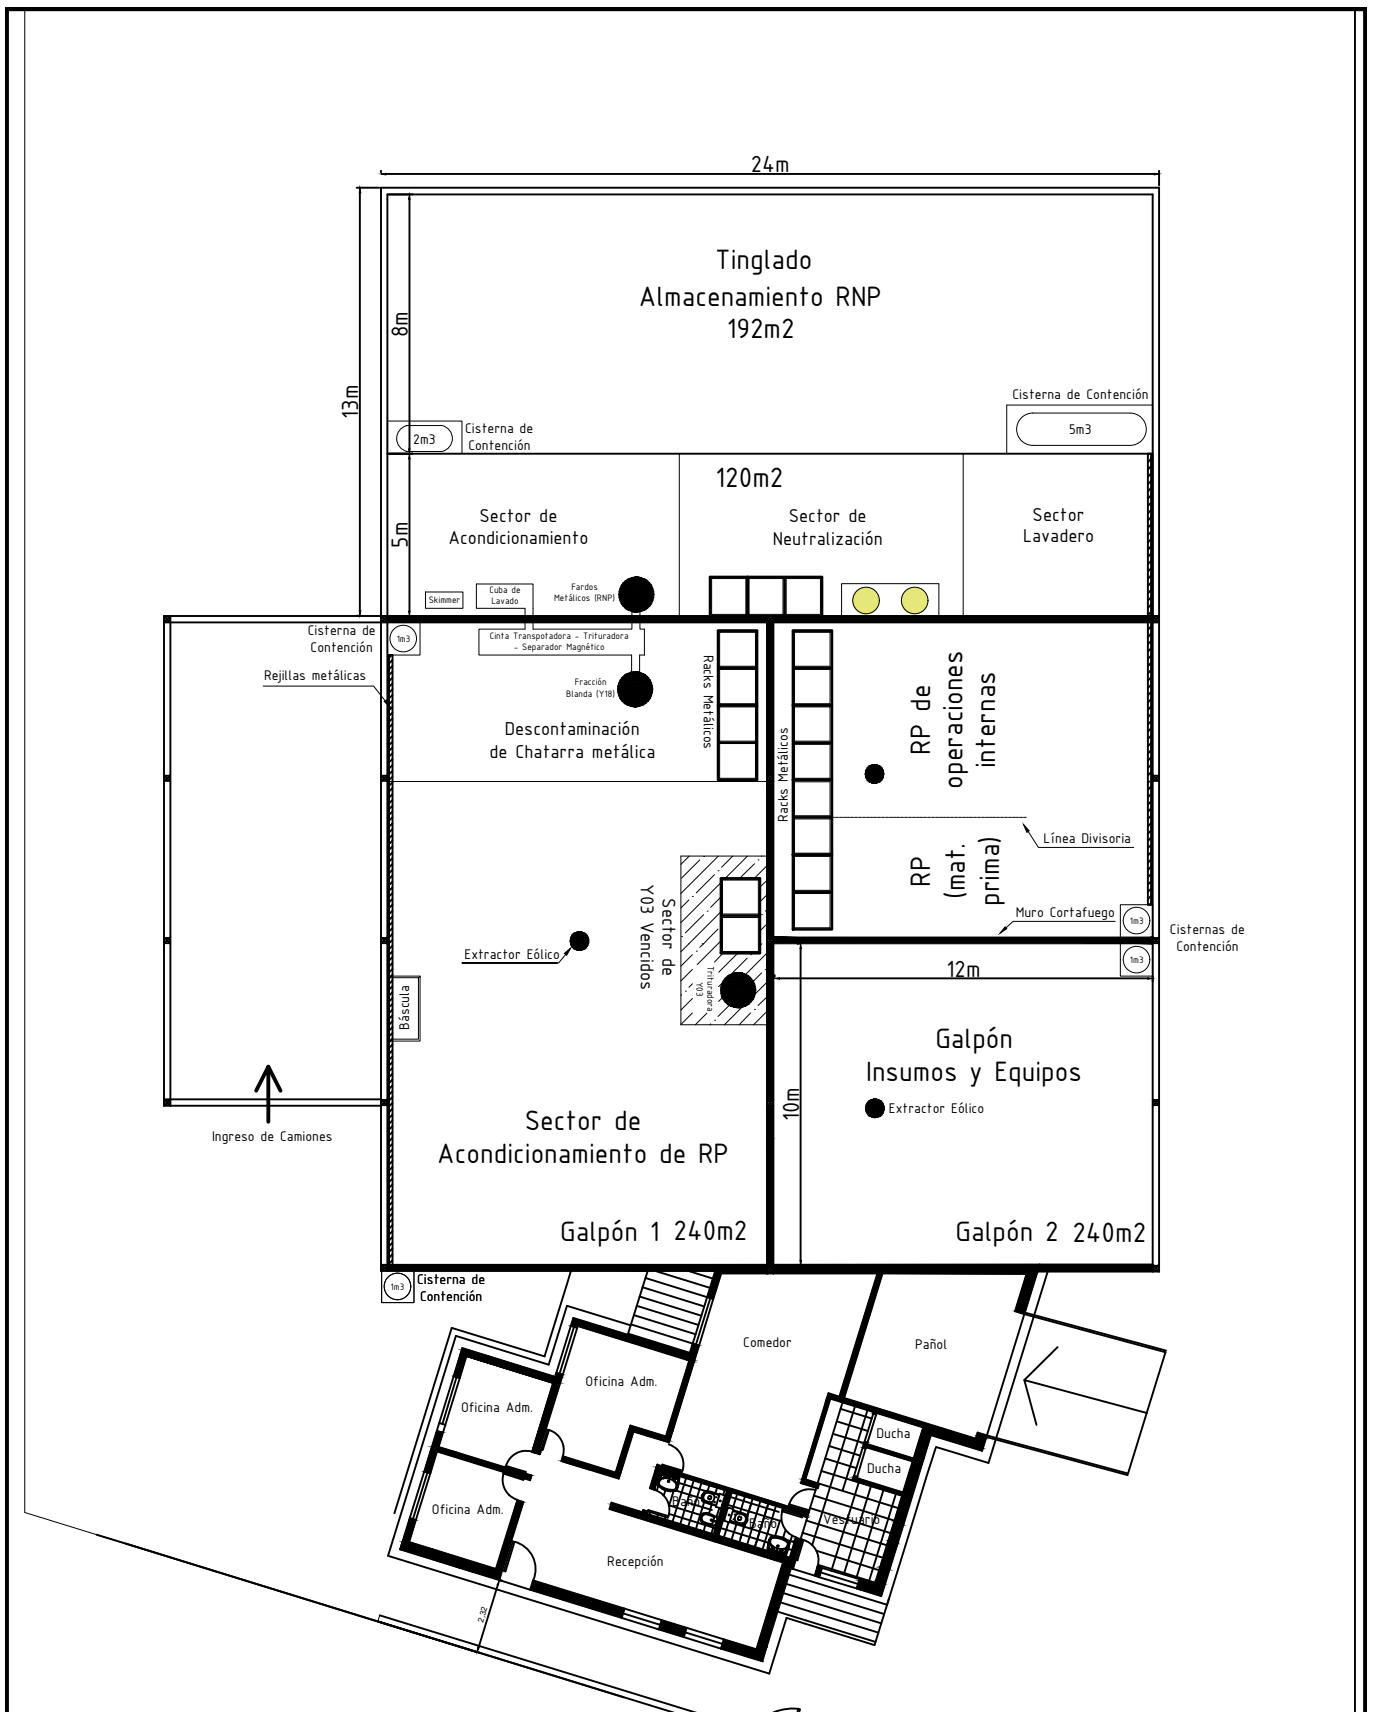 24m
Tinglado
Almacenamiento RNP
192m2
8m
13m
Cisterna de Contención
5m3
2m3
Cisterna de
Contención
120m2
5m
Sector de
Acondicionamiento
Sector de
Neutralización
Sector
Lavadero
Skimmer
Cuba de
Lavado
Fardos
Metálicos (RNP)
Cisterna de
Contención
1m3
Cinta Transpotadora - Trituradora
- Separador Magnético
Rejillas metálicas
Fracción
Blanda (Y18)
Racks Metálicos
Descontaminación
de Chatarra metálica
Racks Metálicos
RP de
operaciones
internas
Línea Divisoria
RP
(mat.
prima)
Sector de
Y03 Vencidos
Trituradora
Y03
Muro Cortafuego
1m3
Cisternas de
Contención
1m3
Extractor Eólico
12m
Báscula
Galpón
Insumos y Equipos
10m
Extractor Eólico
Ingreso de Camiones
Sector de
Acondicionamiento de RP
Galpón 1 240m2
Galpón 2 240m2
1m3
Cisterna de
Contención
Comedor
Pañol
Oficina Adm.
Oficina Adm.
Ducha
Ducha
Oficina Adm.
Baño
Baño
Vestuario
Recepción
2.32